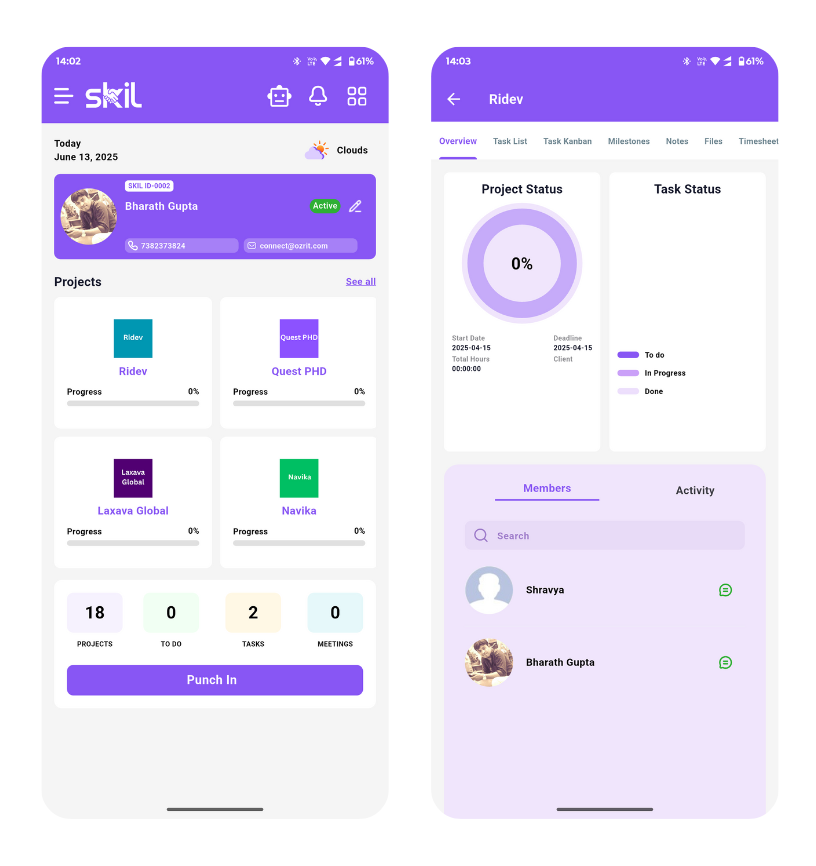 14:02
61%
skil
Today
June 13, 2025
Clouds
SKIL ID-0002
Bharath Gupta
Active
7382373824
connect@ozrit.com
Projects
See all
Ridev
Quest PHD
Ridev
Quest PHD
Progress 0%
Progress 0%
Laxava
Global
Navika
Laxava Global
Navika
Progress 0%
Progress 0%
18
0
2
0
PROJECTS
TO DO
TASKS
MEETINGS
Punch In
14:03
61%
Ridev
Overview Task List Task Kanban Milestones Notes Files Timesheet
Project Status
0%
Start Date
Deadline
2025-04-15
2025-04-15
Total Hours
Client
00:00:00
Task Status
To do
In Progress
Done
Members
Activity
Search
Shravya
Bharath Gupta